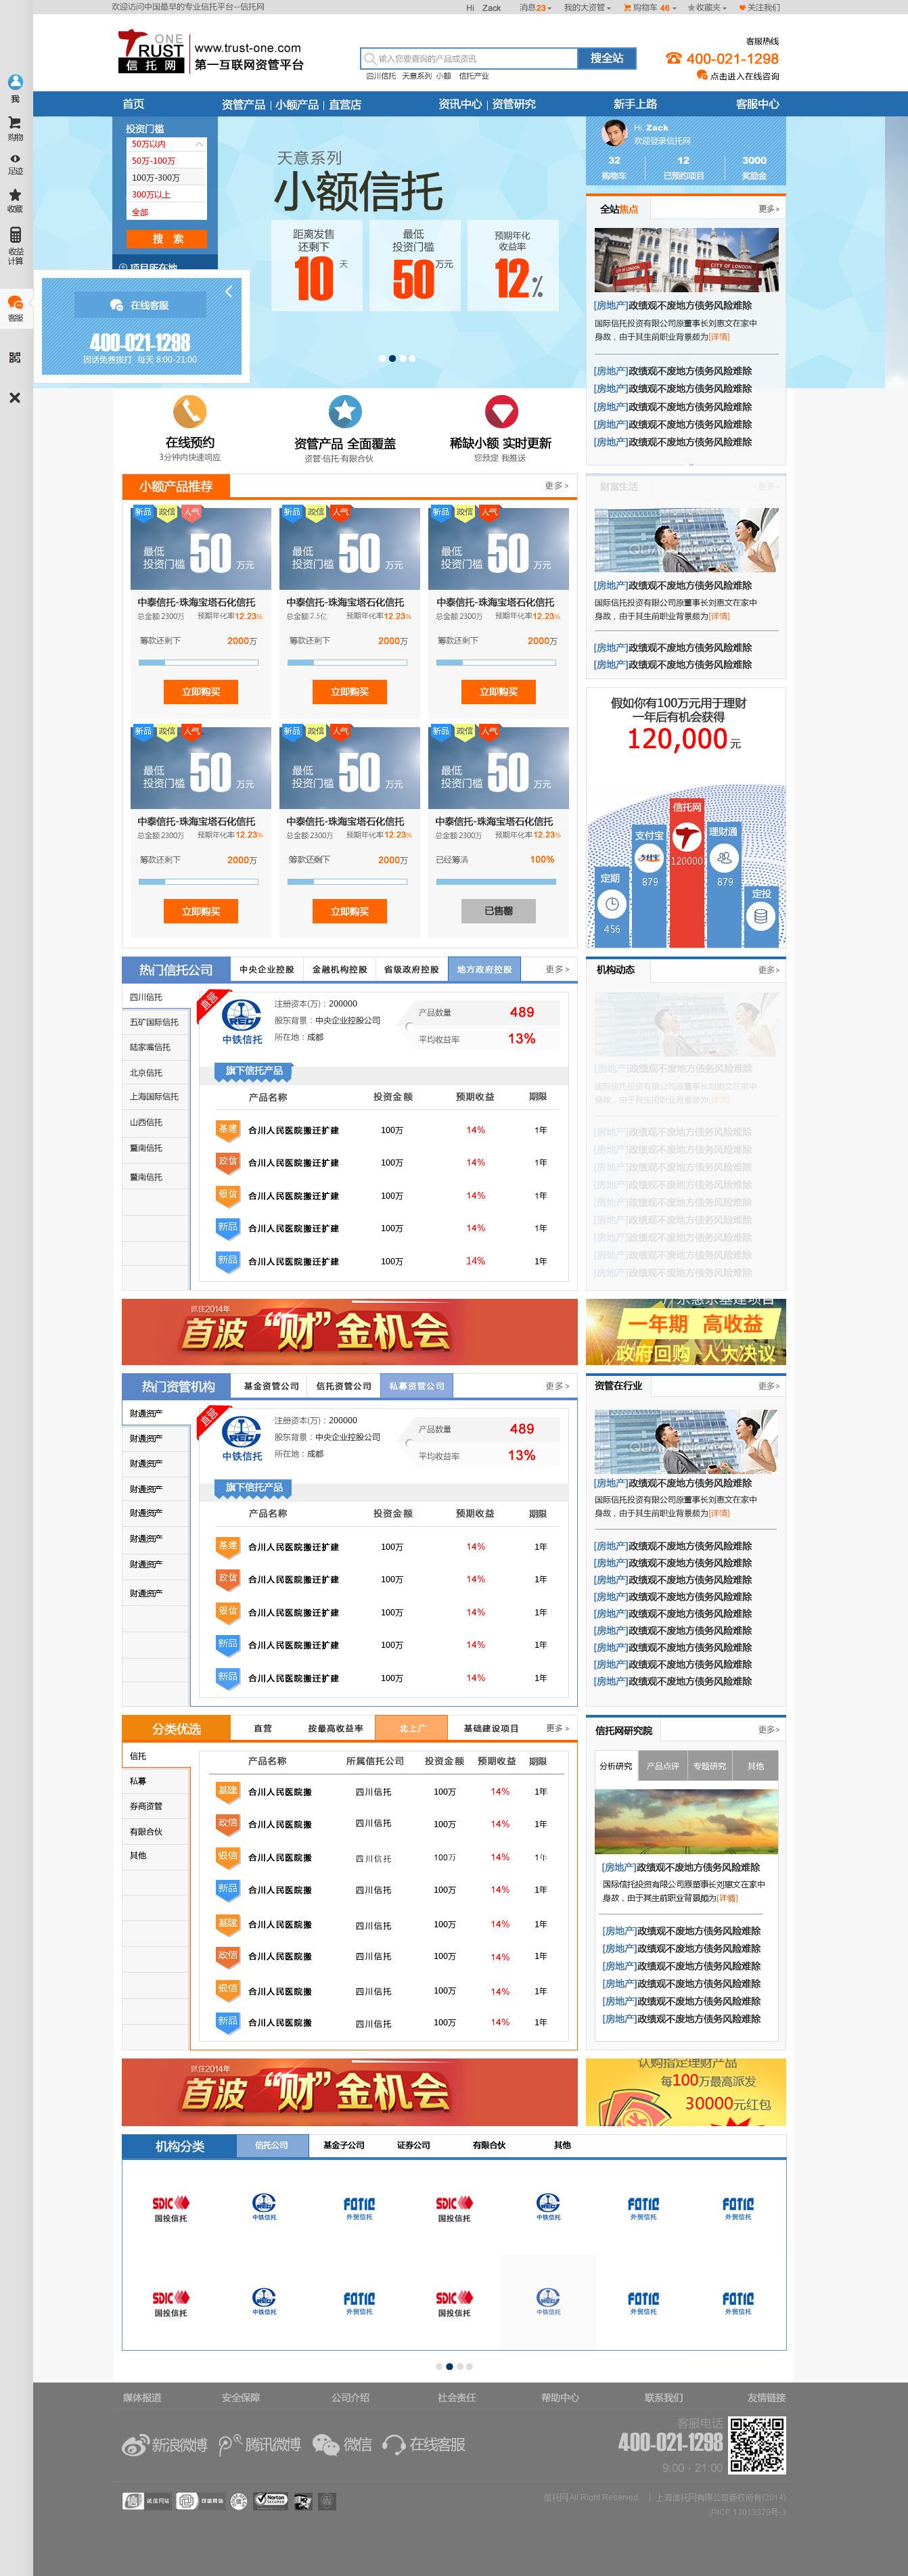 欢迎访问中国最早的专业信托平台--信托网
Hi Zack 消息23 我的大资管 购物车 46 收藏夹 关注我们
ONE
TRUST
信托网
www.trust-one.com
第一互联网资管平台
输入您要查询的产品或资讯
搜全站
四川信托 天意系列 小额 信托产业
客服热线
400-021-1298
点击进入在线咨询
首页 资管产品 | 小额产品 | 直营店 资讯中心 | 资管研究 新手上路 客服中心
我
购物
足迹
收藏
收益
计算
客服
投资门槛
50万以内
50万-100万
100万-300万
300万以上
全部
搜 索
项目所在地
在线客服
400-021-1298
固话免费拨打 每天 8:00-21:00
天意系列
小额信托
距离发售
还剩下
10 天
最低
投资门槛
50 万元
预期年化
收益率
12%
Hi, Zack
欢迎登录信托网
32 12 3000
购物车 已预约项目 奖励金
全站焦点 更多>
CITY OF LONDON
[房地产]政绩观不废地方债务风险难除
国际信托投资有限公司原董事长刘惠文在家中
身故，由于其生前职业背景颇为[详情]
[房地产]政绩观不废地方债务风险难除
[房地产]政绩观不废地方债务风险难除
[房地产]政绩观不废地方债务风险难除
[房地产]政绩观不废地方债务风险难除
[房地产]政绩观不废地方债务风险难除
在线预约
3分钟内快速响应
资管产品 全面覆盖
资管·信托·有限合伙
稀缺小额 实时更新
您预定 我推送
小额产品推荐 更多>
新品 政信 人气 新品 政信 人气 新品 政信 人气
最低
投资门槛 50 万元
最低
投资门槛 50 万元
最低
投资门槛 50 万元
中泰信托-珠海宝塔石化信托 中泰信托-珠海宝塔石化信托 中泰信托-珠海宝塔石化信托
总金额2300万 预期年化率12.23% 总金额2.5亿 预期年化率12.23% 总金额2300万 预期年化率12.23%
筹款还剩下 2000万 筹款还剩下 2000万 筹款还剩下 2000万
立即购买 立即购买 立即购买
新品 政信 人气 新品 政信 人气 新品 政信 人气
最低
投资门槛 50 万元
最低
投资门槛 50 万元
最低
投资门槛 50 万元
中泰信托-珠海宝塔石化信托 中泰信托-珠海宝塔石化信托 中泰信托-珠海宝塔石化信托
总金额2300万 预期年化率12.23% 总金额2300万 预期年化率12.23% 总金额2300万 预期年化率12.23%
筹款还剩下 2000万 筹款还剩下 2000万 已经筹满 100%
立即购买 立即购买 已售罄
财富生活 更多>
[房地产]政绩观不废地方债务风险难除
国际信托投资有限公司原董事长刘惠文在家中
身故，由于其生前职业背景颇为[详情]
[房地产]政绩观不废地方债务风险难除
[房地产]政绩观不废地方债务风险难除
假如你有100万元用于理财
一年后有机会获得
120,000 元
定期
456
支付宝
879
信托网
120000
理财通
879
定投
热门信托公司 中央企业控股 金融机构控股 省级政府控股 地方政府控股 更多>
四川信托
五矿国际信托
陆家嘴信托
北京信托
上海国际信托
山西信托
暨南信托
暨南信托
直营
中铁信托
注册资本(万)：200000
股东背景：中央企业控股公司
所在地：成都
产品数量 489
平均收益率 13%
旗下信托产品
产品名称 投资金额 预期收益 期限
基建 合川人民医院搬迁扩建 100万 14% 1年
政信 合川人民医院搬迁扩建 100万 14% 1年
银信 合川人民医院搬迁扩建 100万 14% 1年
新品 合川人民医院搬迁扩建 100万 14% 1年
新品 合川人民医院搬迁扩建 100万 14% 1年
机构动态 更多>
[房地产]政绩观不废地方债务风险难除
国际信托投资有限公司原董事长刘惠文在家中
身故，由于其生前职业背景颇为[详情]
[房地产]政绩观不废地方债务风险难除
[房地产]政绩观不废地方债务风险难除
[房地产]政绩观不废地方债务风险难除
[房地产]政绩观不废地方债务风险难除
[房地产]政绩观不废地方债务风险难除
[房地产]政绩观不废地方债务风险难除
[房地产]政绩观不废地方债务风险难除
[房地产]政绩观不废地方债务风险难除
[房地产]政绩观不废地方债务风险难除
抓住2014年
首波“财”金机会
一年期 高收益
政府回购 人大决议
热门资管机构 基金资管公司 信托资管公司 私募资管公司 更多>
财通资产
财通资产
财通资产
财通资产
财通资产
财通资产
财通资产
财通资产
直营
中铁信托
注册资本(万)：200000
股东背景：中央企业控股公司
所在地：成都
产品数量 489
平均收益率 13%
旗下信托产品
产品名称 投资金额 预期收益 期限
基建 合川人民医院搬迁扩建 100万 14% 1年
政信 合川人民医院搬迁扩建 100万 14% 1年
银信 合川人民医院搬迁扩建 100万 14% 1年
新品 合川人民医院搬迁扩建 100万 14% 1年
新品 合川人民医院搬迁扩建 100万 14% 1年
资管在行业 更多>
[房地产]政绩观不废地方债务风险难除
国际信托投资有限公司原董事长刘惠文在家中
身故，由于其生前职业背景颇为[详情]
[房地产]政绩观不废地方债务风险难除
[房地产]政绩观不废地方债务风险难除
[房地产]政绩观不废地方债务风险难除
[房地产]政绩观不废地方债务风险难除
[房地产]政绩观不废地方债务风险难除
[房地产]政绩观不废地方债务风险难除
[房地产]政绩观不废地方债务风险难除
[房地产]政绩观不废地方债务风险难除
[房地产]政绩观不废地方债务风险难除
分类优选 直营 按最高收益率 北上广 基础建设项目 更多>
信托
私募
券商资管
有限合伙
其他
产品名称 所属信托公司 投资金额 预期收益 期限
基建 合川人民医院搬 四川信托 100万 14% 1年
政信 合川人民医院搬 四川信托 100万 14% 1年
银信 合川人民医院搬 四川信托 100万 14% 1年
新品 合川人民医院搬 四川信托 100万 14% 1年
基建 合川人民医院搬 四川信托 100万 14% 1年
政信 合川人民医院搬 四川信托 100万 14% 1年
银信 合川人民医院搬 四川信托 100万 14% 1年
新品 合川人民医院搬 四川信托 100万 14% 1年
信托网研究院 更多>
分析研究 产品点评 专题研究 其他
[房地产]政绩观不废地方债务风险难除
国际信托投资有限公司原董事长刘惠文在家中
身故，由于其生前职业背景颇为[详情]
[房地产]政绩观不废地方债务风险难除
[房地产]政绩观不废地方债务风险难除
[房地产]政绩观不废地方债务风险难除
[房地产]政绩观不废地方债务风险难除
[房地产]政绩观不废地方债务风险难除
[房地产]政绩观不废地方债务风险难除
抓住2014年
首波“财”金机会
认购指定理财产品
每100万最高派发
30000元红包
机构分类 信托公司 基金子公司 证券公司 有限合伙 其他
SDIC FOTIC SDIC FOTIC FOTIC
国投信托 中铁信托 外贸信托 国投信托 中铁信托 外贸信托 外贸信托
SDIC FOTIC SDIC FOTIC FOTIC
国投信托 中铁信托 外贸信托 国投信托 中铁信托 外贸信托 外贸信托
媒体报道 安全保障 公司介绍 社会责任 帮助中心 联系我们 友情链接
新浪微博 腾讯微博 微信 在线客服
客服电话
400-021-1298
9:00 - 21:00
诚信网站 Norton
信托网 All Right Reserved | 上海信托网有限公司版权所有(2014)
沪ICP 13013379号-3